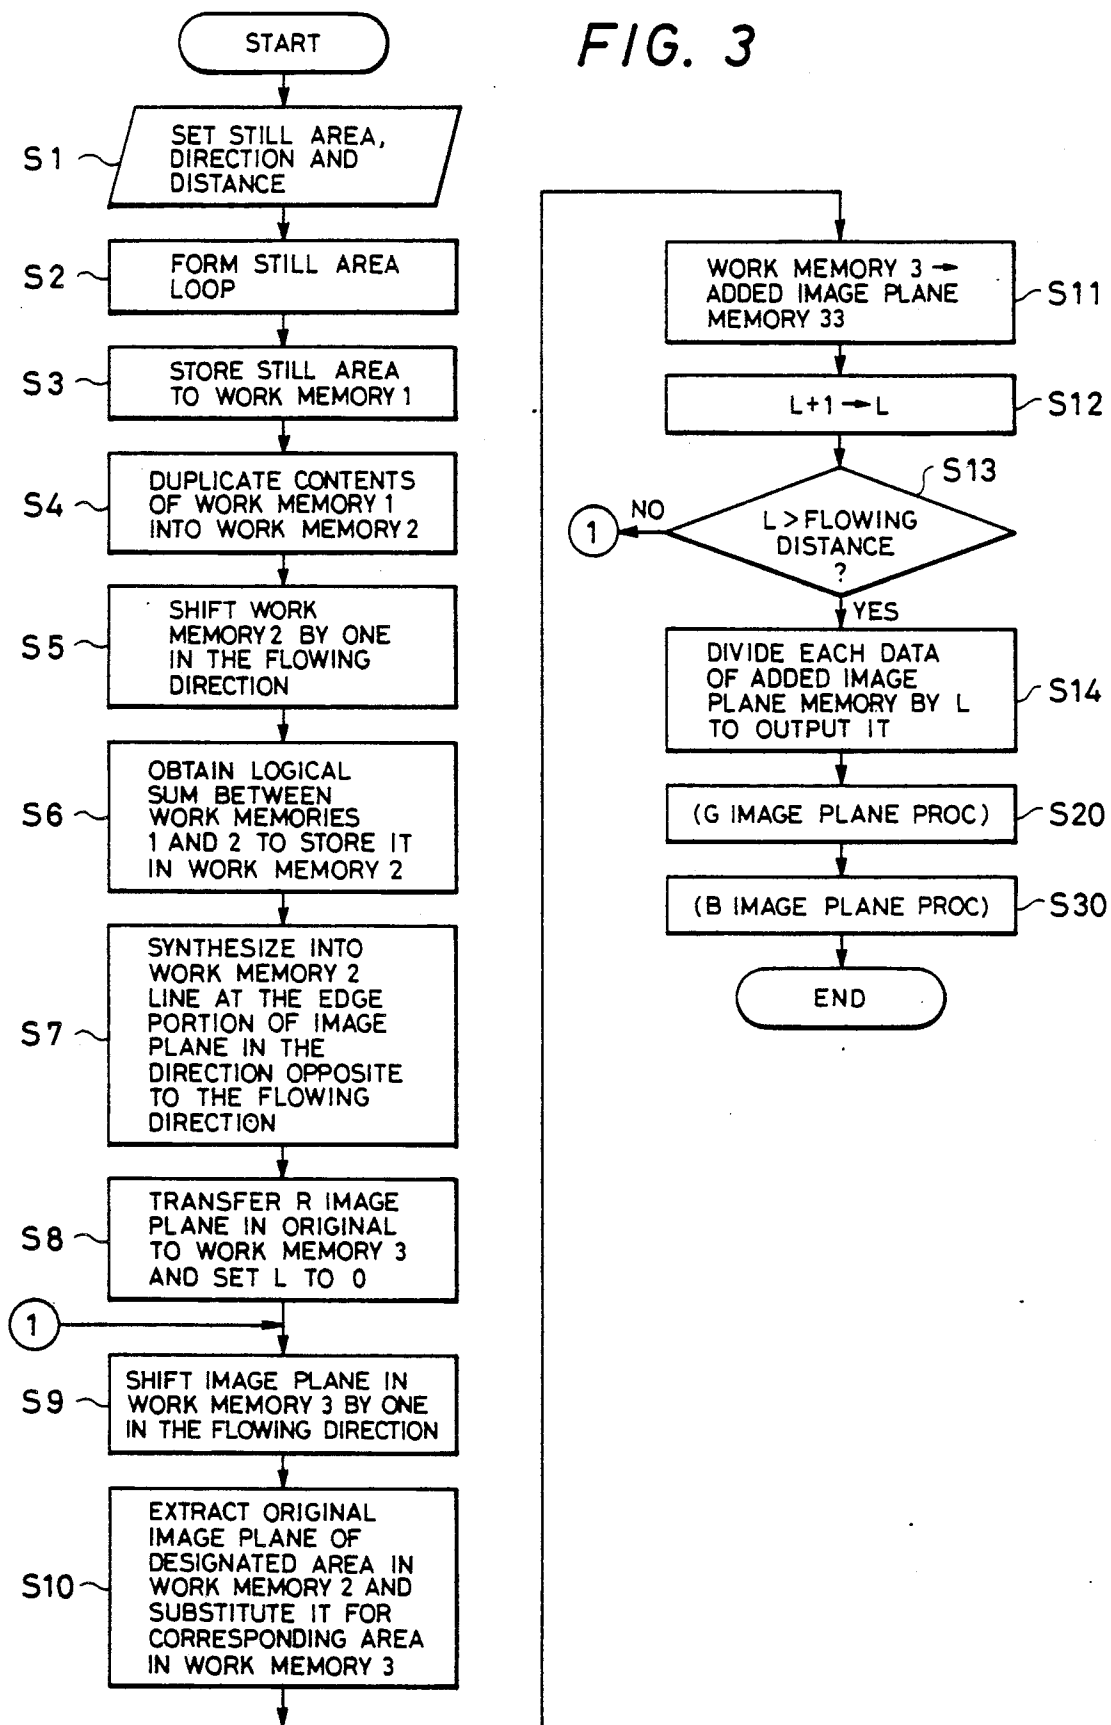 FIG. 3
START
S1
SET STILL AREA,
DIRECTION AND
DISTANCE
S2
FORM STILL AREA
LOOP
S3
STORE STILL AREA
TO WORK MEMORY 1
S4
DUPLICATE CONTENTS
OF WORK MEMORY 1
INTO WORK MEMORY 2
S5
SHIFT WORK
MEMORY 2 BY ONE
IN THE FLOWING
DIRECTION
S6
OBTAIN LOGICAL
SUM BETWEEN
WORK MEMORIES
1 AND 2 TO STORE IT
IN WORK MEMORY 2
S7
SYNTHESIZE INTO
WORK MEMORY 2
LINE AT THE EDGE
PORTION OF IMAGE
PLANE IN THE
DIRECTION OPPOSITE
TO THE FLOWING
DIRECTION
S8
TRANSFER R IMAGE
PLANE IN ORIGINAL
TO WORK MEMORY 3
AND SET L TO 0
1
S9
SHIFT IMAGE PLANE IN
WORK MEMORY 3 BY ONE
IN THE FLOWING DIRECTION
S10
EXTRACT ORIGINAL
IMAGE PLANE OF
DESIGNATED AREA IN
WORK MEMORY 2 AND
SUBSTITUTE IT FOR
CORRESPONDING AREA
IN WORK MEMORY 3
WORK MEMORY 3 →
ADDED IMAGE PLANE
MEMORY 33
S11
L+1 → L
S12
S13
L > FLOWING
DISTANCE
?
NO
1
YES
DIVIDE EACH DATA
OF ADDED IMAGE
PLANE MEMORY BY L
TO OUTPUT IT
S14
(G IMAGE PLANE PROC)
S20
(B IMAGE PLANE PROC)
S30
END